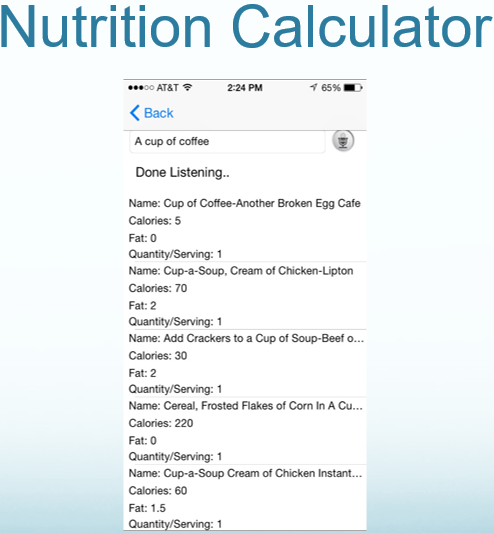 Nutrition Calculator
AT&T 2:24 PM 65%
Back
A cup of coffee
Done Listening..
Name: Cup of Coffee-Another Broken Egg Cafe
Calories: 5
Fat: 0
Quantity/Serving: 1
Name: Cup-a-Soup, Cream of Chicken-Lipton
Calories: 70
Fat: 2
Quantity/Serving: 1
Name: Add Crackers to a Cup of Soup-Beef o...
Calories: 30
Fat: 2
Quantity/Serving: 1
Name: Cereal, Frosted Flakes of Corn In A Cu...
Calories: 220
Fat: 0
Quantity/Serving: 1
Name: Cup-a-Soup Cream of Chicken Instant...
Calories: 60
Fat: 1.5
Quantity/Serving: 1